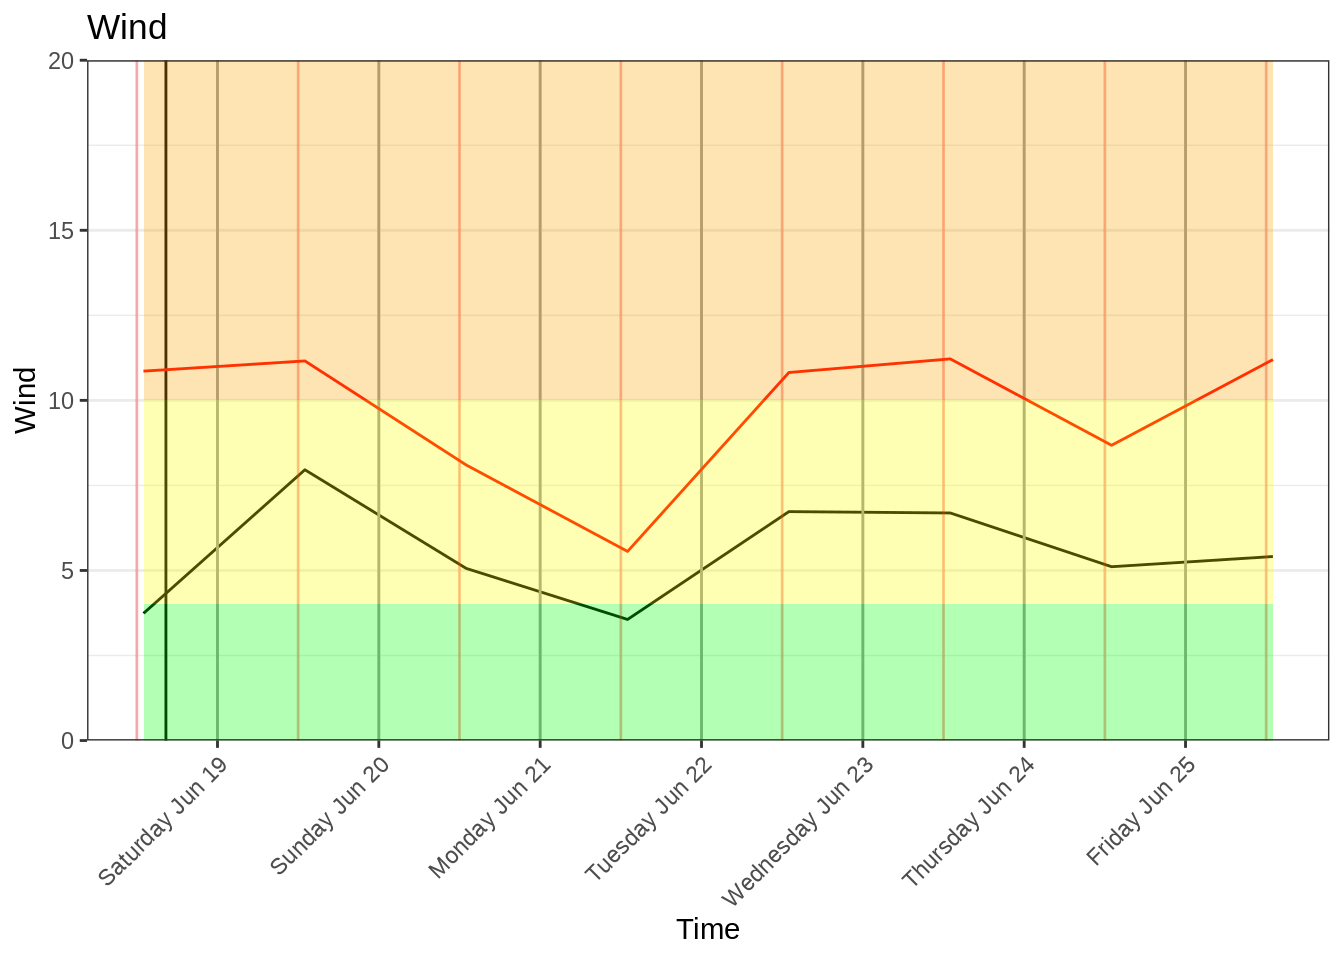 Wind
20
15
10
5
0
Wind
Saturday Jun 19
Sunday Jun 20
Monday Jun 21
Tuesday Jun 22
Wednesday Jun 23
Thursday Jun 24
Friday Jun 25
Time